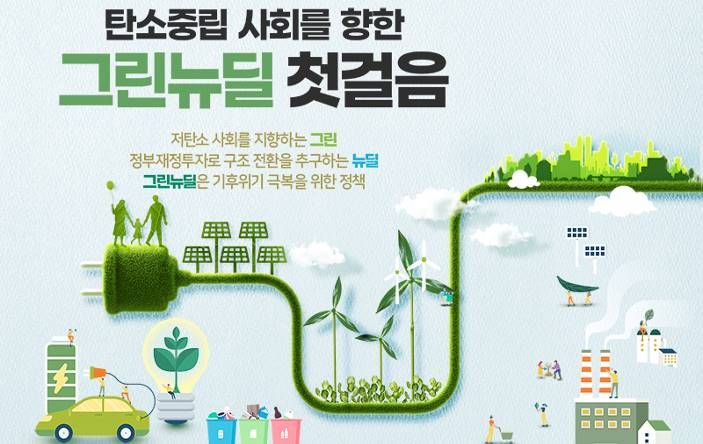 탄소중립 사회를 향한
그린뉴딜 첫걸음
저탄소 사회를 지향하는 그린
정부재정투자로 구조 전환을 추구하는 뉴딜
그린뉴딜은 기후위기 극복을 위한 정책